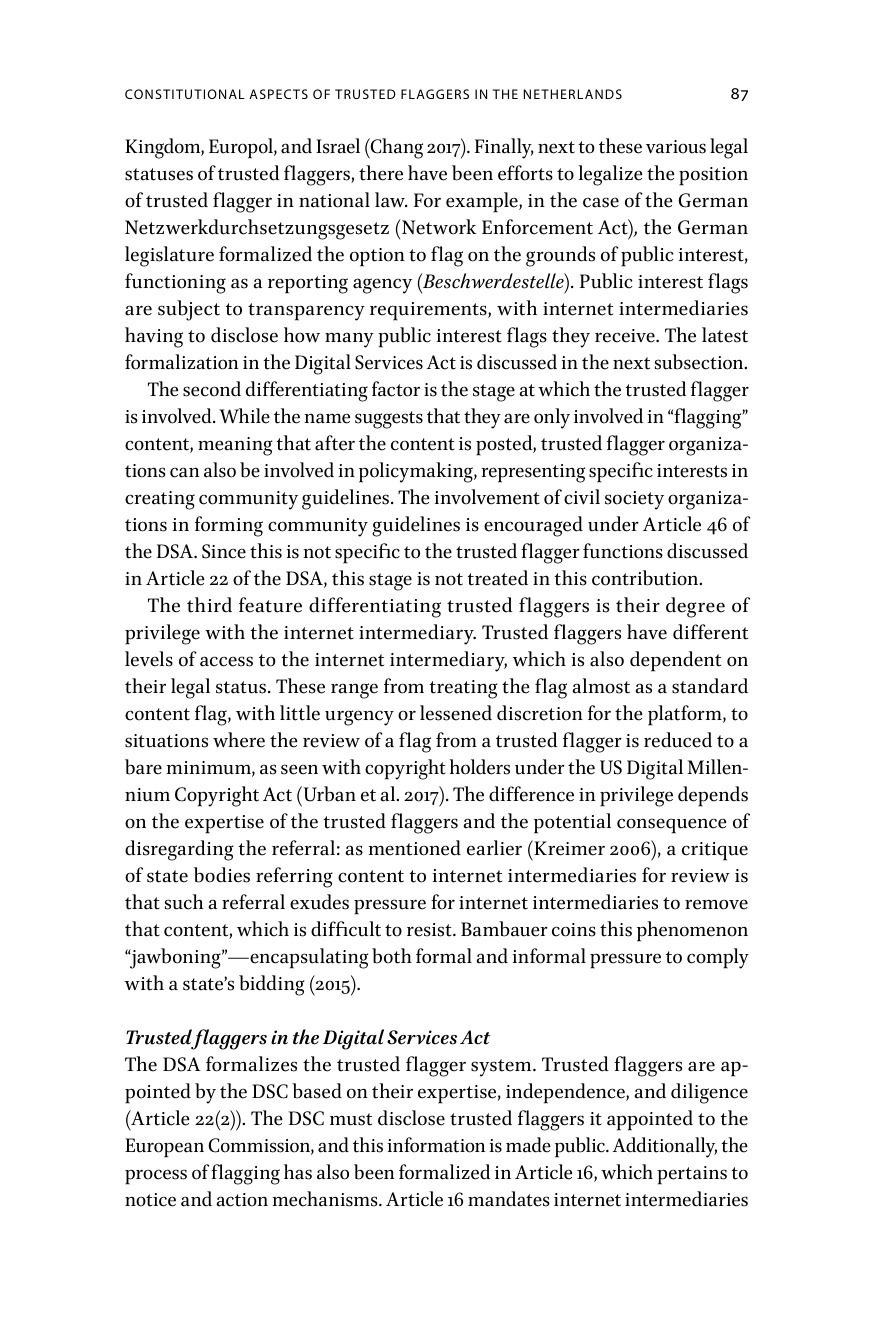 CONSTITUTIONAL ASPECTS OF TRUSTED FLAGGERS IN THE NETHERLANDS 87
Kingdom, Europol, and Israel (Chang 2017). Finally, next to these various legal
statuses of trusted flaggers, there have been efforts to legalize the position
of trusted flagger in national law. For example, in the case of the German
Netzwerkdurchsetzungsgesetz (Network Enforcement Act), the German
legislature formalized the option to flag on the grounds of public interest,
functioning as a reporting agency (Beschwerdestelle). Public interest flags
are subject to transparency requirements, with internet intermediaries
having to disclose how many public interest flags they receive. The latest
formalization in the Digital Services Act is discussed in the next subsection.
The second differentiating factor is the stage at which the trusted flagger
is involved. While the name suggests that they are only involved in “flagging”
content, meaning that after the content is posted, trusted flagger organiza-
tions can also be involved in policymaking, representing specific interests in
creating community guidelines. The involvement of civil society organiza-
tions in forming community guidelines is encouraged under Article 46 of
the DSA. Since this is not specific to the trusted flagger functions discussed
in Article 22 of the DSA, this stage is not treated in this contribution.
The third feature differentiating trusted flaggers is their degree of
privilege with the internet intermediary. Trusted flaggers have different
levels of access to the internet intermediary, which is also dependent on
their legal status. These range from treating the flag almost as a standard
content flag, with little urgency or lessened discretion for the platform, to
situations where the review of a flag from a trusted flagger is reduced to a
bare minimum, as seen with copyright holders under the US Digital Millen-
nium Copyright Act (Urban et al. 2017). The difference in privilege depends
on the expertise of the trusted flaggers and the potential consequence of
disregarding the referral: as mentioned earlier (Kreimer 2006), a critique
of state bodies referring content to internet intermediaries for review is
that such a referral exudes pressure for internet intermediaries to remove
that content, which is difficult to resist. Bambauer coins this phenomenon
“jawboning”—encapsulating both formal and informal pressure to comply
with a state’s bidding (2015).
Trusted flaggers in the Digital Services Act
The DSA formalizes the trusted flagger system. Trusted flaggers are ap-
pointed by the DSC based on their expertise, independence, and diligence
(Article 22(2)). The DSC must disclose trusted flaggers it appointed to the
European Commission, and this information is made public. Additionally, the
process of flagging has also been formalized in Article 16, which pertains to
notice and action mechanisms. Article 16 mandates internet intermediaries